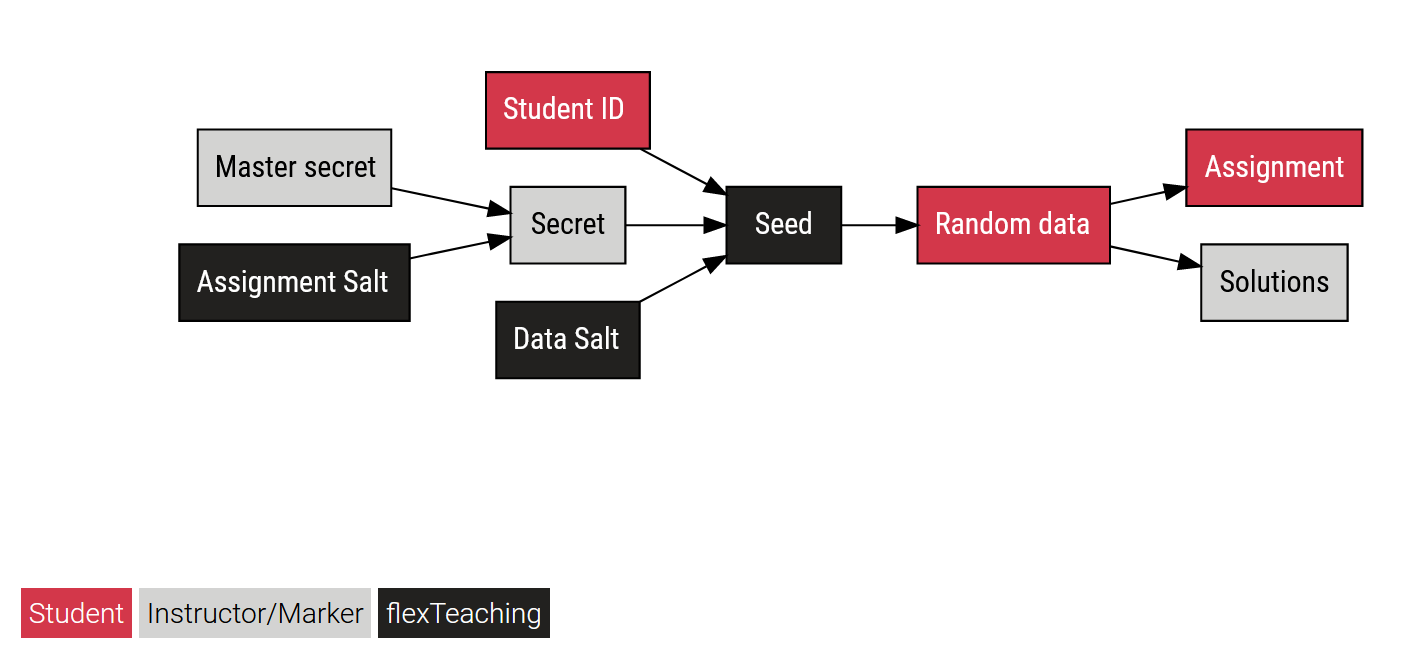 Student ID
Master secret
Assignment
Secret
Seed
Random data
Assignment Salt
Solutions
Data Salt
Student
Instructor/Marker
flexTeaching